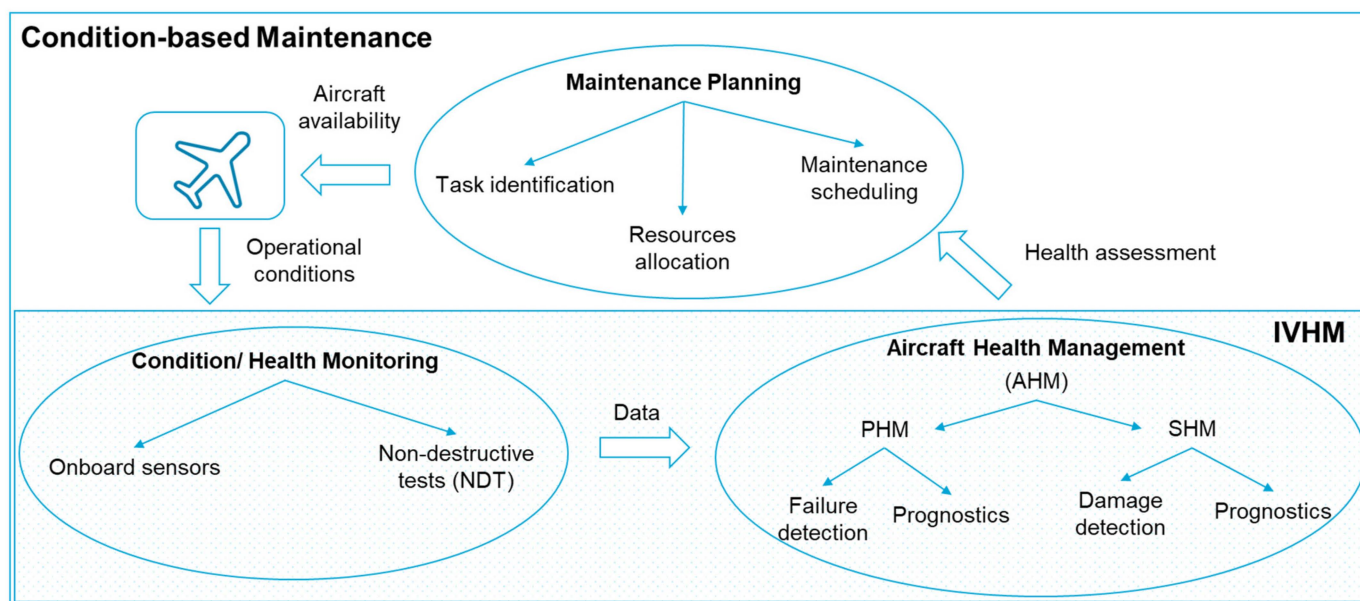 Condition-based Maintenance
Maintenance Planning
Aircraft
availability
Task identification
Maintenance
scheduling
Resources
allocation
Operational
conditions
Health assessment
IVHM
Condition/ Health Monitoring
Onboard sensors
Non-destructive
tests (NDT)
Data
Aircraft Health Management
(AHM)
PHM
SHM
Failure
detection
Prognostics
Damage
detection
Prognostics